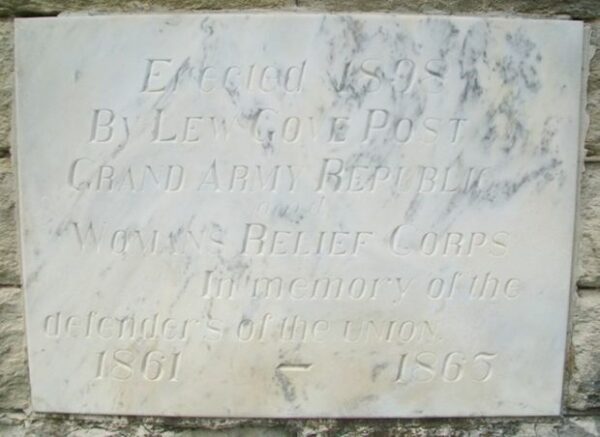 Erected 1898
By Lew Gove Post
Grand Army Republic
and
Womans Relief Corps
In memory of the
defenders of the UNION.
1861 — 1865